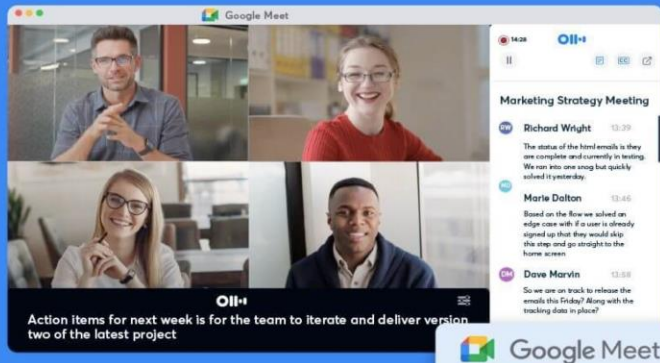 Google Meet
14:28
Marketing Strategy Meeting
RW
Richard Wright 13:39
The status of the html emails is they
are complete and currently in testing.
We ran into one snag but quickly
solved it yesterday.
Marie Dalton 13:46
Based on the flow we solved an
edge case with if a user is already
signed up that they would skip
this step and go straight to the
home screen
DM
Dave Marvin 13:58
So we are on track to release the
emails this Friday? Along with the
tracking data in place?
Action items for next week is for the team to iterate and deliver version
two of the latest project
Google Meet